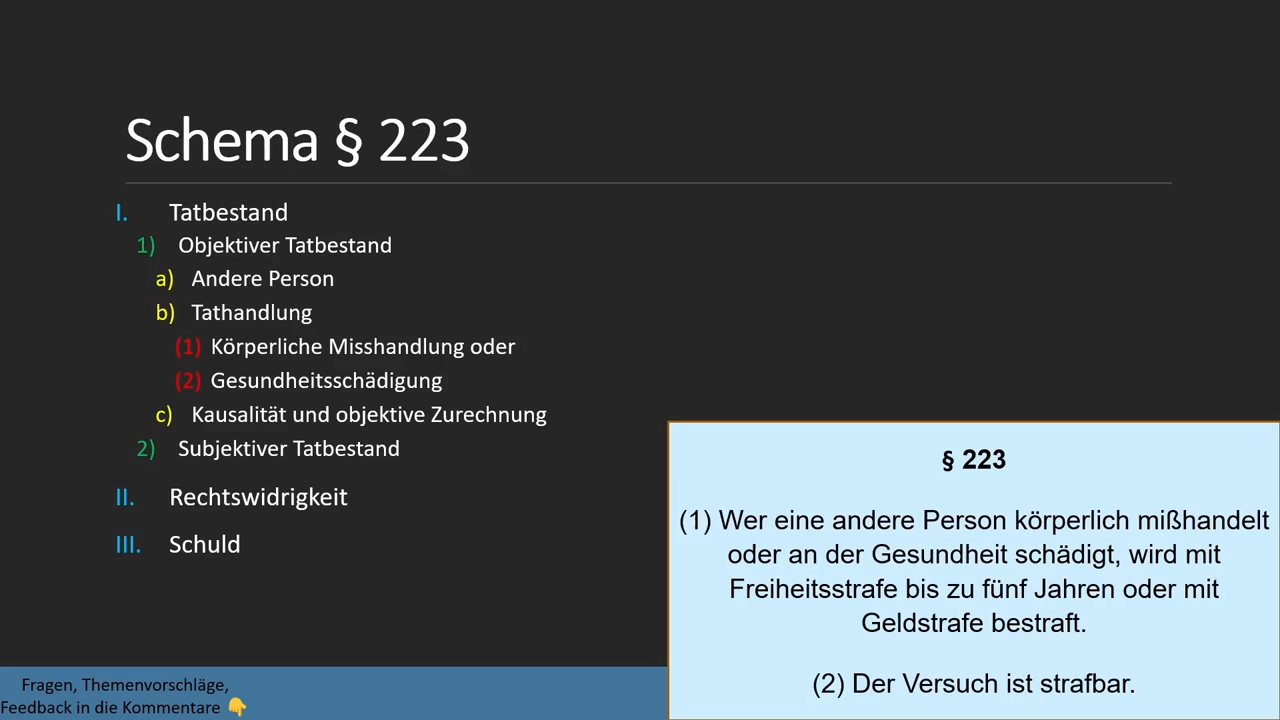 Schema § 223
I. Tatbestand
1) Objektiver Tatbestand
a) Andere Person
b) Tathandlung
(1) Körperliche Misshandlung oder
(2) Gesundheitsschädigung
c) Kausalität und objektive Zurechnung
2) Subjektiver Tatbestand
II. Rechtswidrigkeit
III. Schuld
§ 223
(1) Wer eine andere Person körperlich mißhandelt
oder an der Gesundheit schädigt, wird mit
Freiheitsstrafe bis zu fünf Jahren oder mit
Geldstrafe bestraft.
(2) Der Versuch ist strafbar.
Fragen, Themenvorschläge,
Feedback in die Kommentare 👇